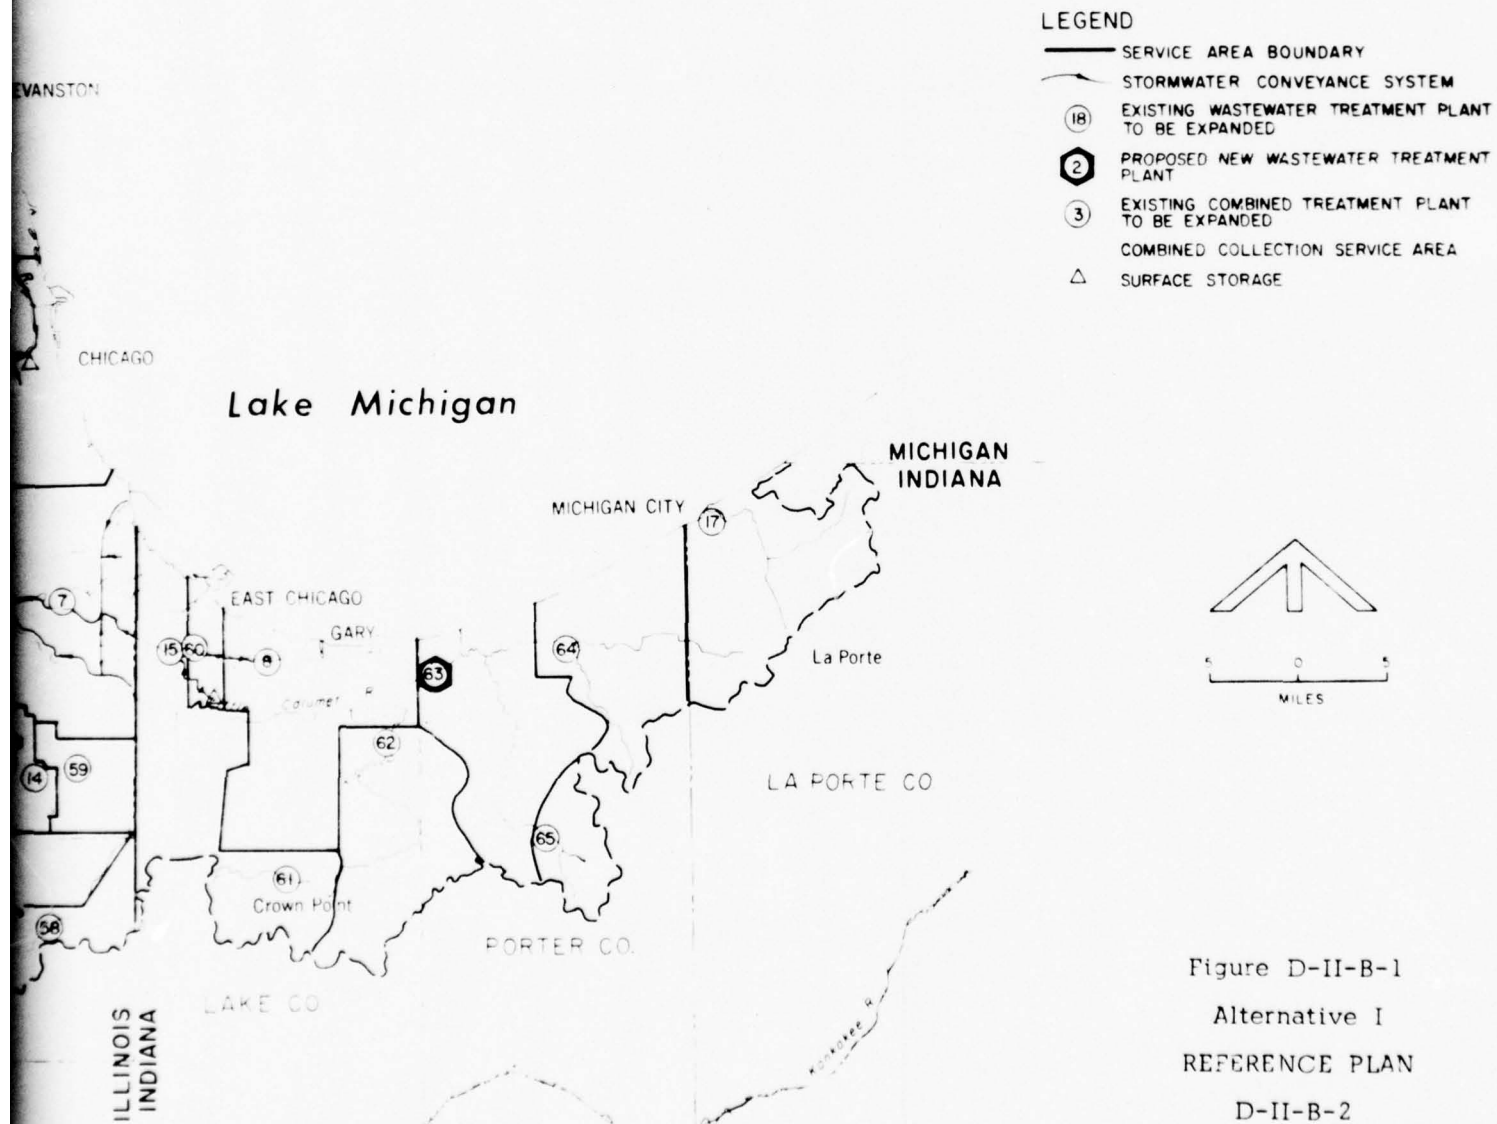 LEGEND
SERVICE AREA BOUNDARY
STORMWATER CONVEYANCE SYSTEM
18
EXISTING WASTEWATER TREATMENT PLANT
TO BE EXPANDED
2
PROPOSED NEW WASTEWATER TREATMENT
PLANT
3
EXISTING COMBINED TREATMENT PLANT
TO BE EXPANDED
COMBINED COLLECTION SERVICE AREA
SURFACE STORAGE
EVANSTON
CHICAGO
Lake Michigan
MICHIGAN
INDIANA
MICHIGAN CITY
17
7
EAST CHICAGO
GARY
15
60
8
64
La Porte
63
Calumet R
5 0 5
MILES
62
59
14
LA PORTE CO
65
61
Crown Point
58
PORTER CO.
LAKE CO
Kankakee R
ILLINOIS
INDIANA
Figure D-II-B-1
Alternative I
REFERENCE PLAN
D-II-B-2